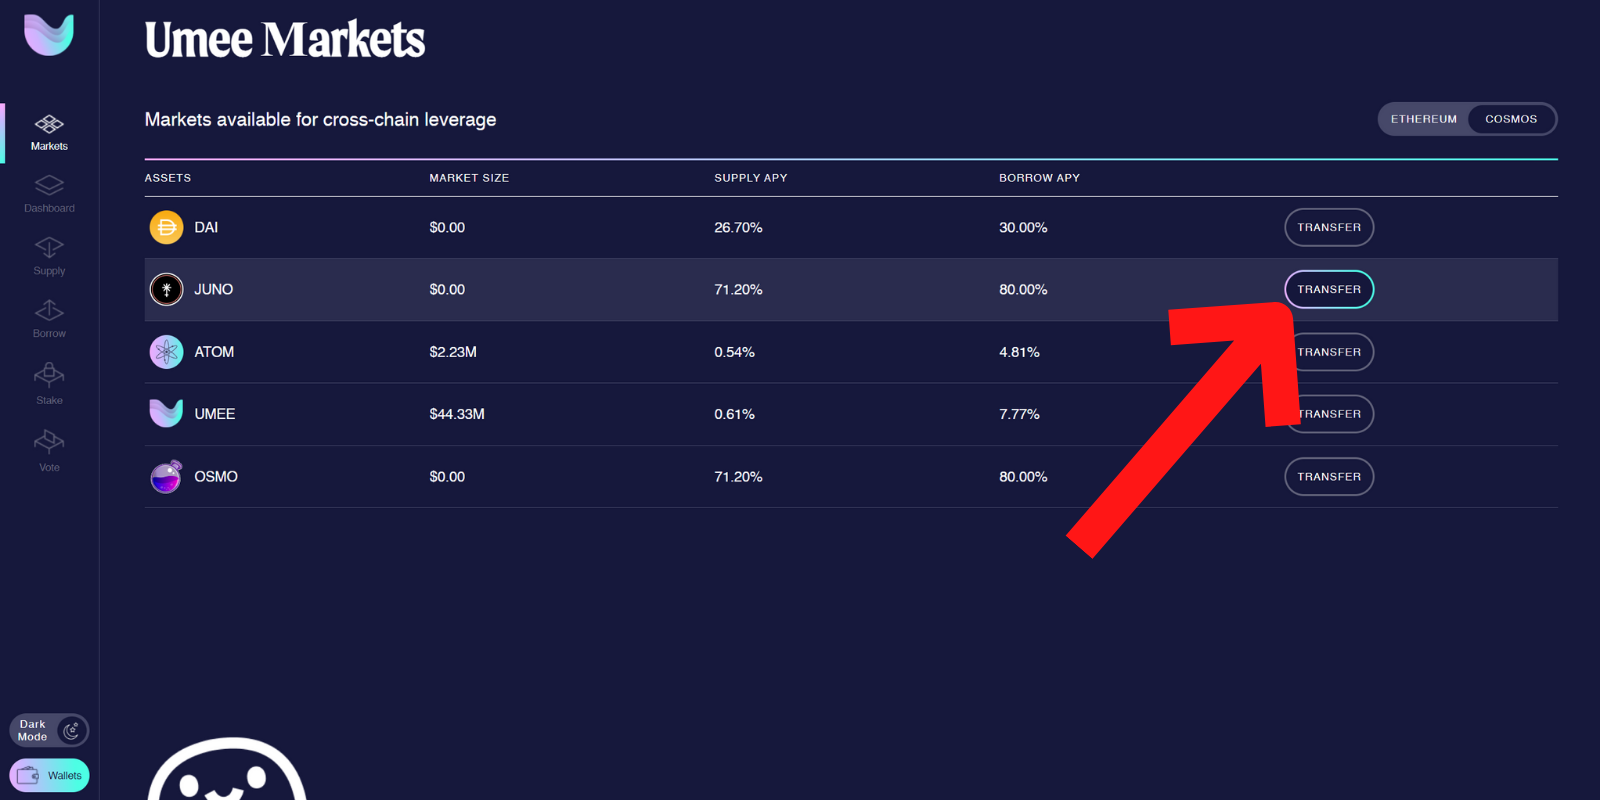 Umee Markets
Markets available for cross-chain leverage
ETHEREUM COSMOS
ASSETS MARKET SIZE SUPPLY APY BORROW APY
DAI $0.00 26.70% 30.00% TRANSFER
JUNO $0.00 71.20% 80.00% TRANSFER
ATOM $2.23M 0.54% 4.81% TRANSFER
UMEE $44.33M 0.61% 7.77% TRANSFER
OSMO $0.00 71.20% 80.00% TRANSFER
Markets
Dashboard
Supply
Borrow
Stake
Vote
Dark
Mode
Wallets